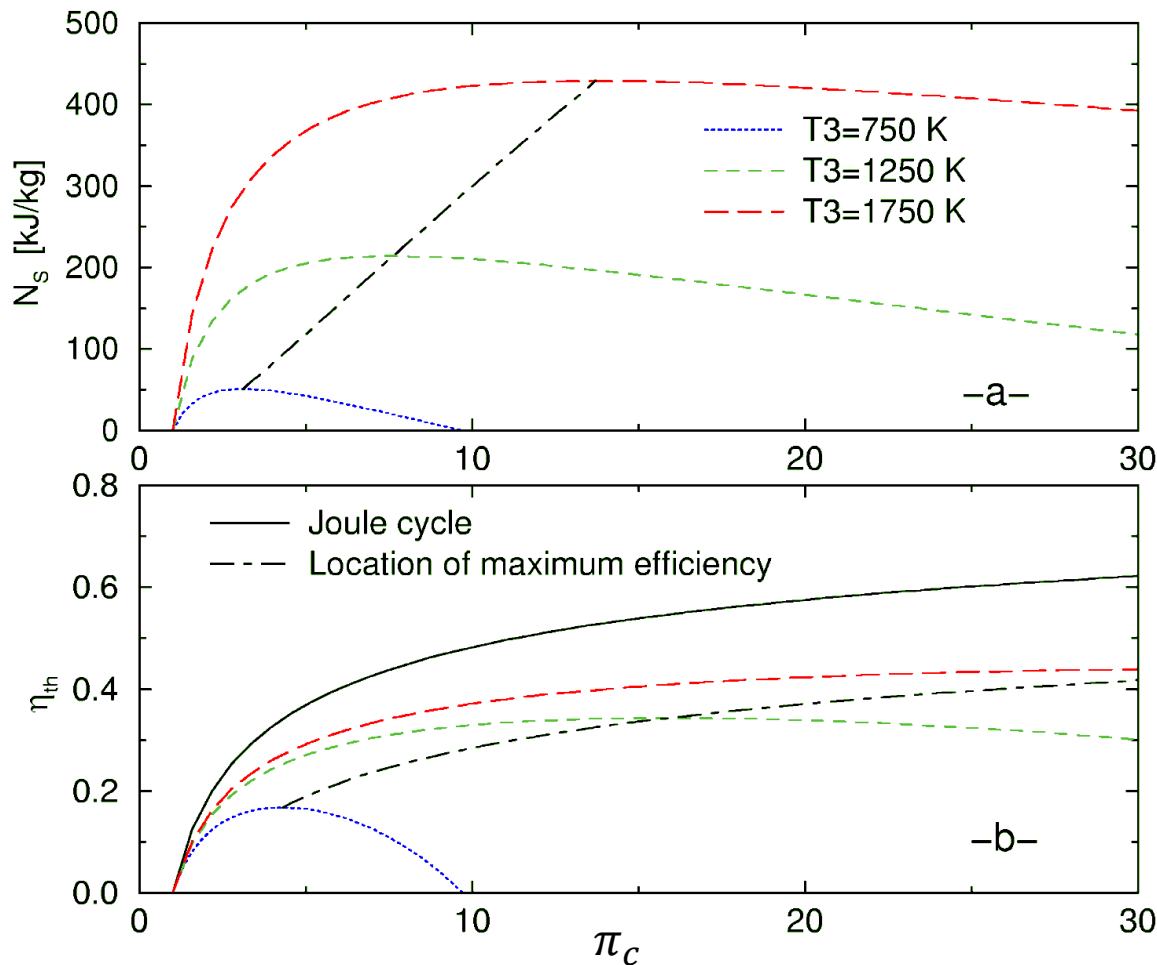 500
400
300
200
100
0
N_S [kJ/kg]
T3=750 K
T3=1250 K
T3=1750 K
–a–
0 10 20 30
0.8
0.6
0.4
0.2
0.0
η_th
Joule cycle
Location of maximum efficiency
–b–
0 10 20 30
π_c